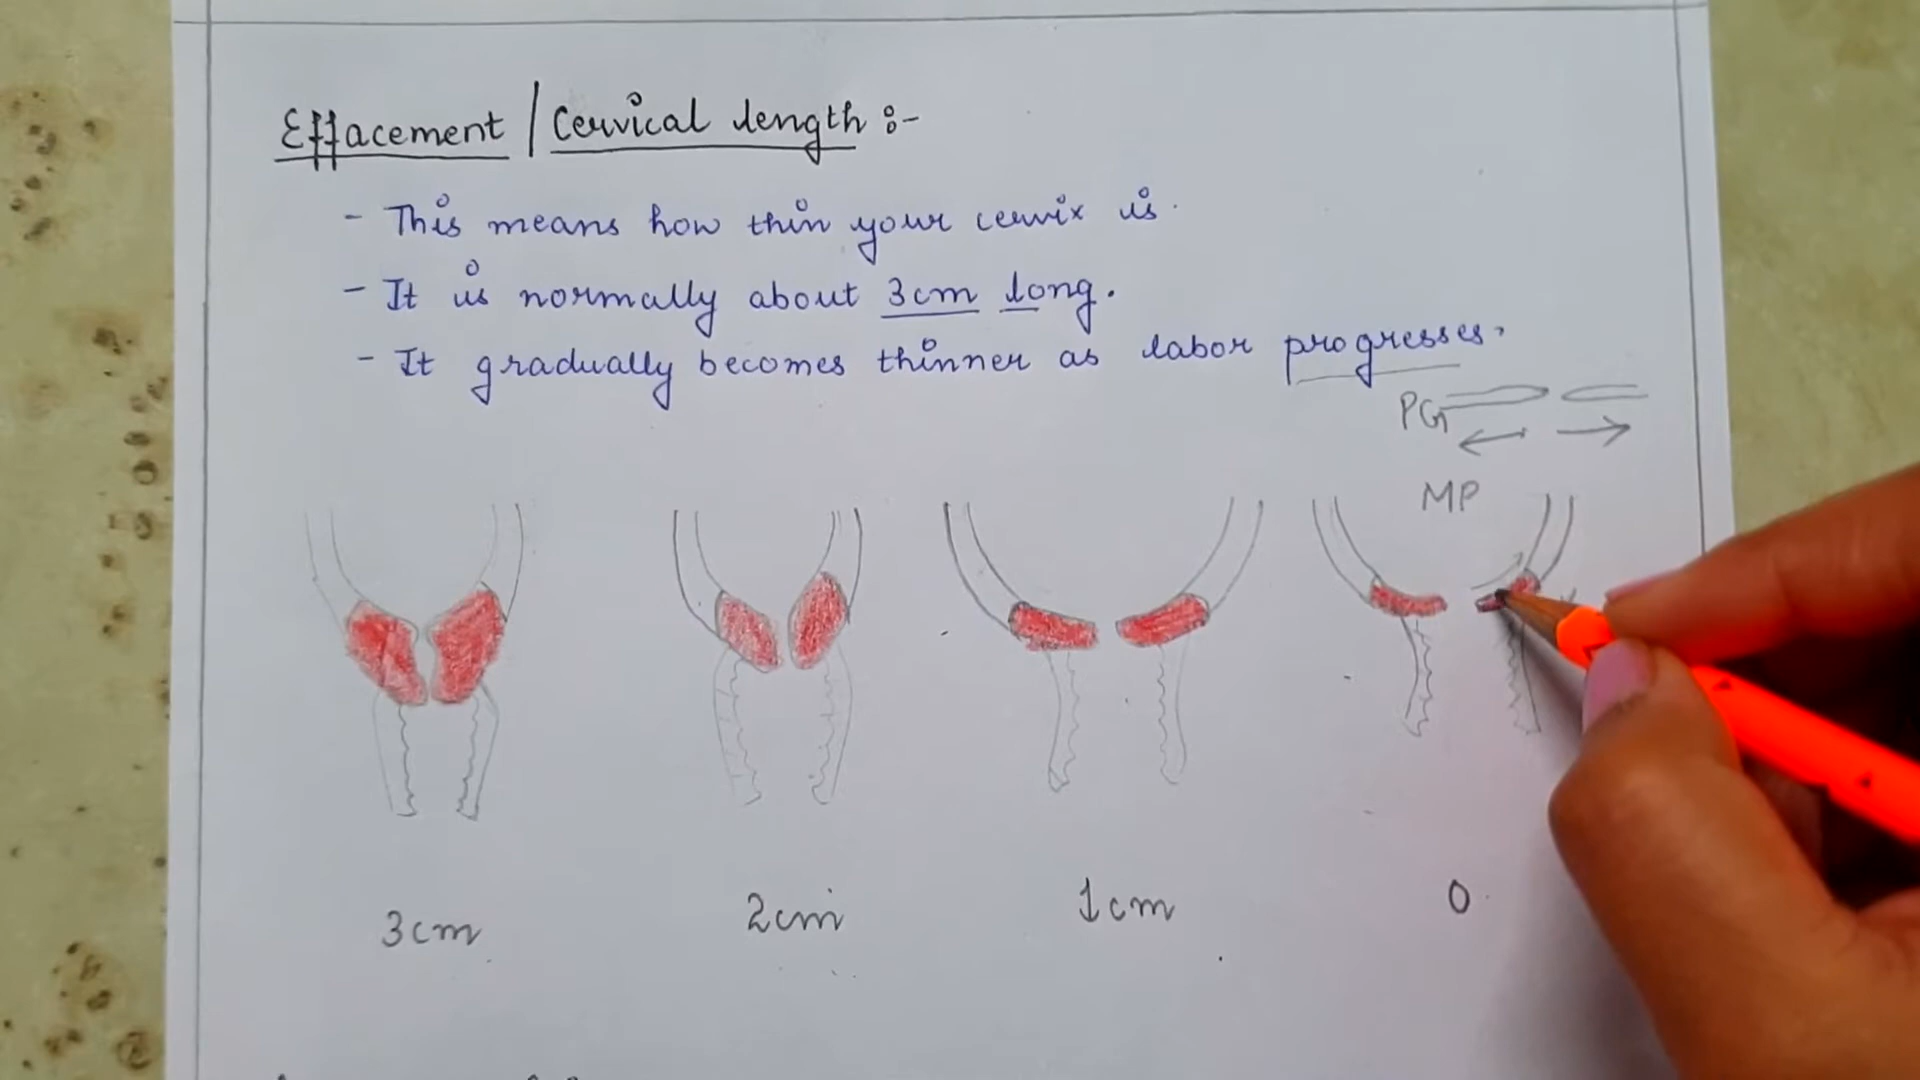 Effacement / Cervical length :-
- This means how thin your cervix is.
- It is normally about 3cm long.
- It gradually becomes thinner as labor progresses.
PG
MP
3cm
2cm
1cm
0